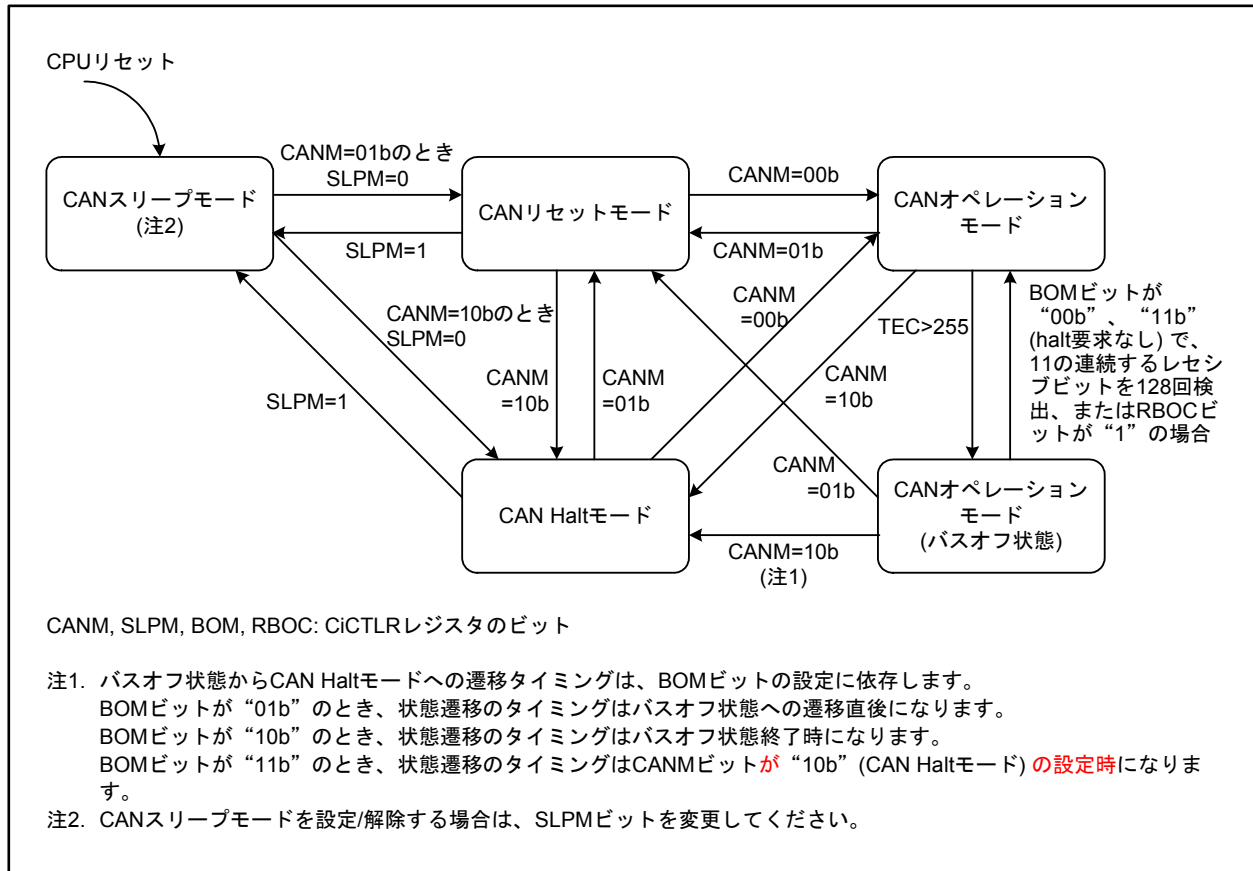 CPUリセット
CANM=01bのとき
SLPM=0
CANM=00b
CANスリープモード
(注2)
CANリセットモード
CANオペレーション
モード
SLPM=1
CANM=01b
CANM=10bのとき
SLPM=0
CANM
=00b
TEC>255
BOMビットが
“00b”、“11b”
(halt要求なし) で、
11の連続するレセシ
ブビットを128回検
出、またはRBOCビ
ットが“1”の場合
SLPM=1
CANM
=10b
CANM
=01b
CANM
=10b
CANM
=01b
CAN Haltモード
CANオペレーション
モード
(バスオフ状態)
CANM=10b
(注1)
CANM, SLPM, BOM, RBOC: CiCTLRレジスタのビット
注1. バスオフ状態からCAN Haltモードへの遷移タイミングは、BOMビットの設定に依存します。
BOMビットが“01b”のとき、状態遷移のタイミングはバスオフ状態への遷移直後になります。
BOMビットが“10b”のとき、状態遷移のタイミングはバスオフ状態終了時になります。
BOMビットが“11b”のとき、状態遷移のタイミングはCANMビットが“10b”(CAN Haltモード) の設定時になりま
す。
注2. CANスリープモードを設定/解除する場合は、SLPMビットを変更してください。